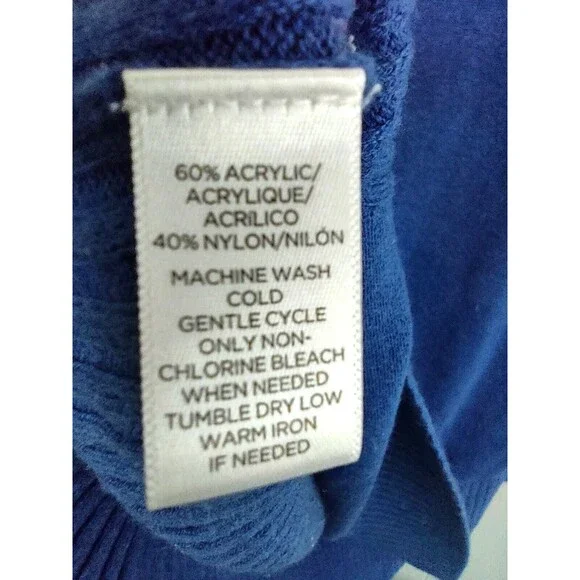 60% ACRYLIC/
ACRYLIQUE/
ACRÍLICO
40% NYLON/NILÓN
MACHINE WASH
COLD
GENTLE CYCLE
ONLY NON-
CHLORINE BLEACH
WHEN NEEDED
TUMBLE DRY LOW
WARM IRON
IF NEEDED